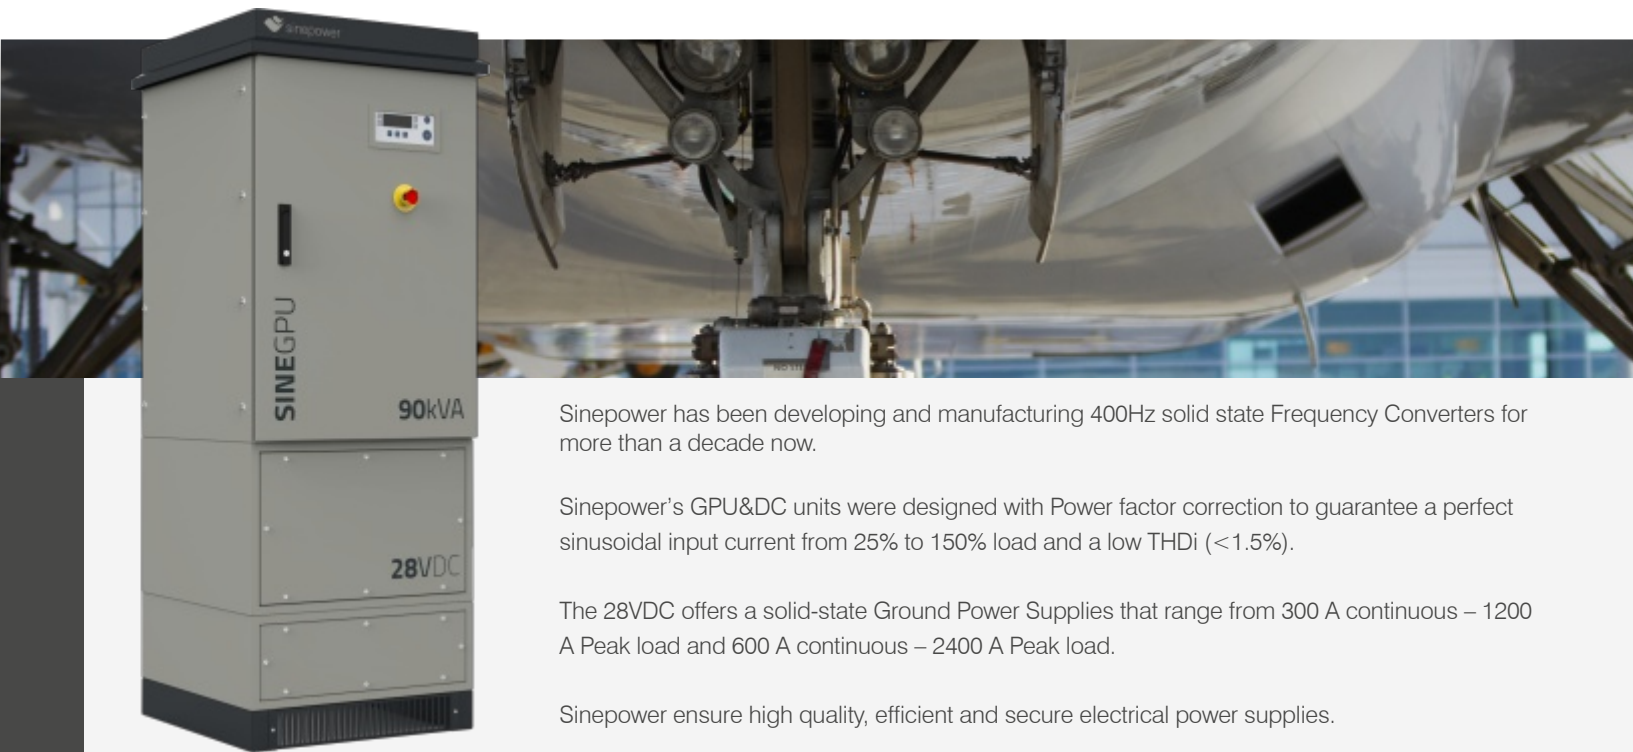 sinepower
SINEGPU
90kVA
28VDC
Sinepower has been developing and manufacturing 400Hz solid state Frequency Converters for
more than a decade now.
Sinepower's GPU&DC units were designed with Power factor correction to guarantee a perfect
sinusoidal input current from 25% to 150% load and a low THDi (<1.5%).
The 28VDC offers a solid-state Ground Power Supplies that range from 300 A continuous – 1200
A Peak load and 600 A continuous – 2400 A Peak load.
Sinepower ensure high quality, efficient and secure electrical power supplies.